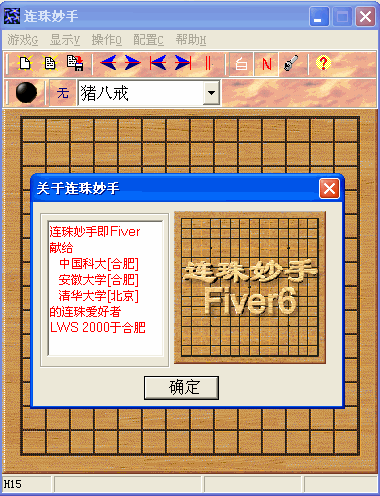 连珠妙手
游戏G 显示V 操作O 配置C 帮助H
白 N ?
无 猪八戒
关于连珠妙手
连珠妙手即Fiver
献给
中国科大[合肥]
安徽大学[合肥]
清华大学[北京]
的连珠爱好者
LWS 2000于合肥
连珠妙手
Fiver6
确定
H15